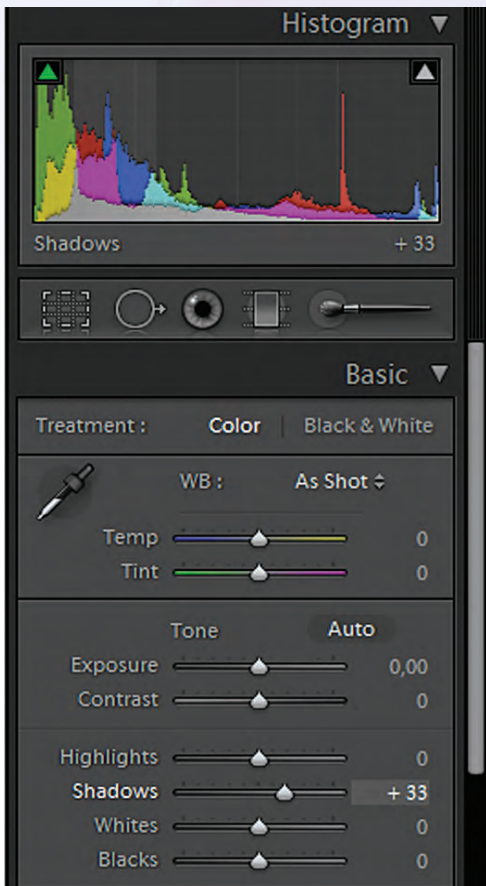 Histogram ▼
Shadows + 33
Basic ▼
Treatment : Color | Black & White
WB : As Shot
Temp 0
Tint 0
Tone Auto
Exposure 0,00
Contrast 0
Highlights 0
Shadows + 33
Whites 0
Blacks 0